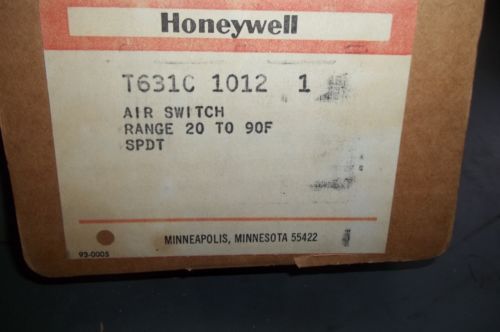 Honeywell
T631C 1012 1
AIR SWITCH
RANGE 20 TO 90F
SPDT
MINNEAPOLIS, MINNESOTA 55422
93-0005